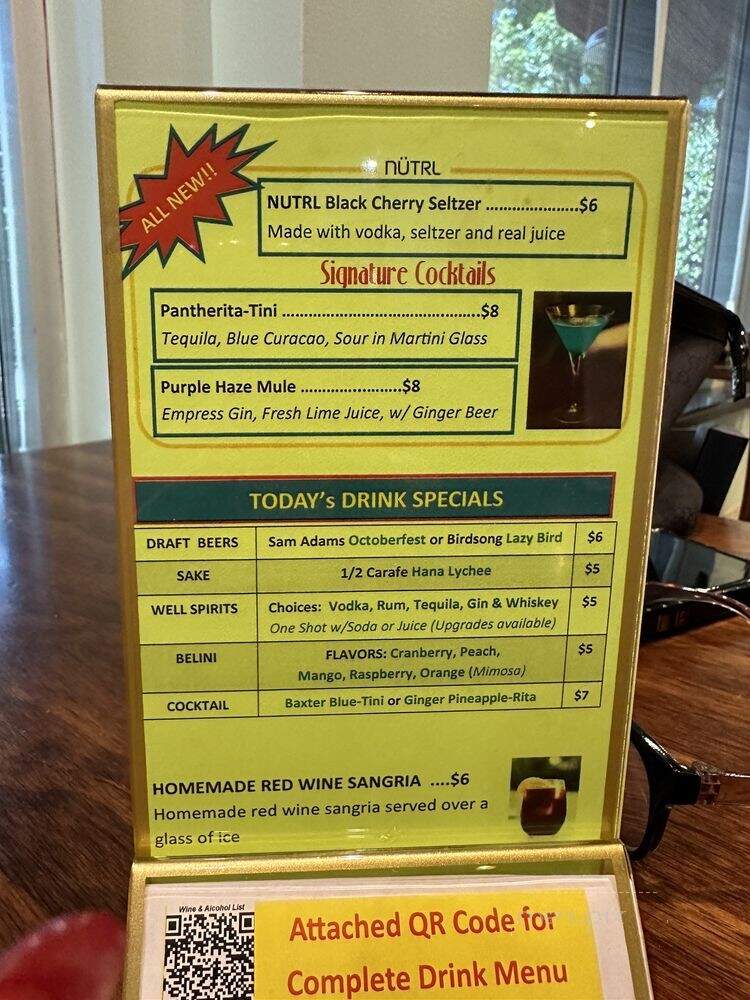 ALL NEW!!
nüTRL
NUTRL Black Cherry Seltzer .....................$6
Made with vodka, seltzer and real juice
Signature Cocktails
Pantherita-Tini .............................................$8
Tequila, Blue Curacao, Sour in Martini Glass
Purple Haze Mule .......................$8
Empress Gin, Fresh Lime Juice, w/ Ginger Beer
TODAY's DRINK SPECIALS
DRAFT BEERS Sam Adams Octoberfest or Birdsong Lazy Bird $6
SAKE 1/2 Carafe Hana Lychee $5
WELL SPIRITS Choices: Vodka, Rum, Tequila, Gin & Whiskey $5
One Shot w/Soda or Juice (Upgrades available)
BELINI FLAVORS: Cranberry, Peach, $5
Mango, Raspberry, Orange (Mimosa)
COCKTAIL Baxter Blue-Tini or Ginger Pineapple-Rita $7
HOMEMADE RED WINE SANGRIA ....$6
Homemade red wine sangria served over a
glass of ice
Wine & Alcohol List
Attached QR Code for
Complete Drink Menu